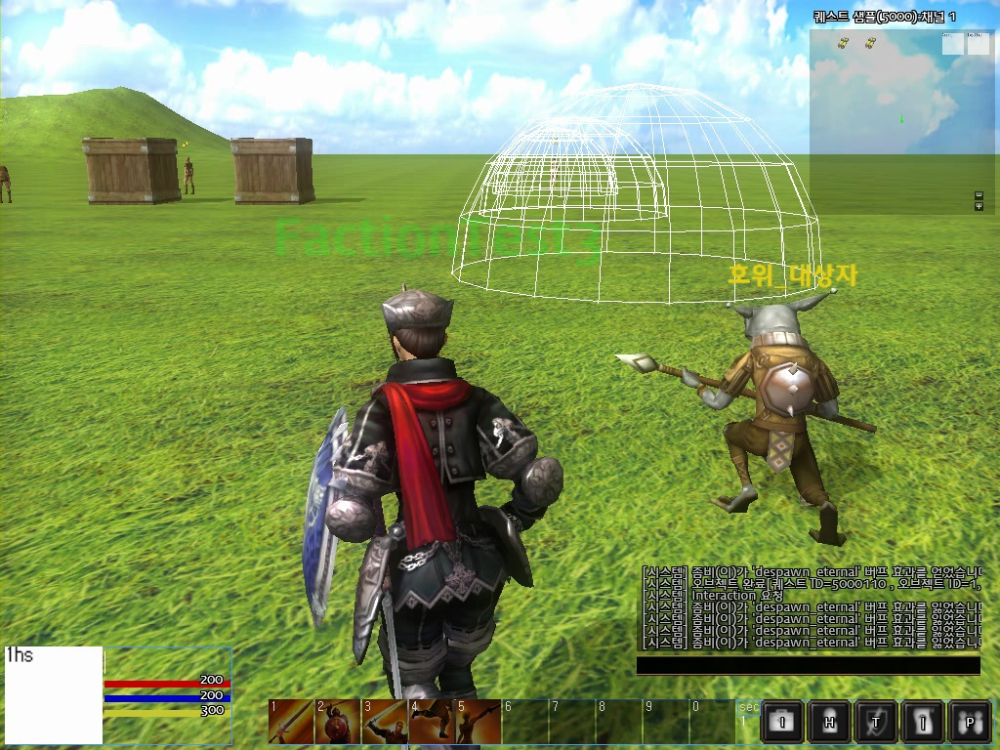 퀘스트 샘플(5000):채널 1
FactionTest3
호위_대상자
[시스템] 좀비(이)가 'despawn_eternal' 버프 효과를 얻었습니
[시스템] 오브젝트 완료[퀘스트 ID=5000110 , 오브젝트 ID=1,
[시스템] Interaction 요청
[시스템] 좀비(이)가 'despawn_eternal' 버프 효과를 잃었습니
[시스템] 좀비(이)가 'despawn_eternal' 버프 효과를 잃었습니
[시스템] 좀비(이)가 'despawn_eternal' 버프 효과를 잃었습니
[시스템] 좀비(이)가 'despawn_eternal' 버프 효과를 잃었습니
1hs
200
200
300
1 2 3 4 5 6 7 8 9 0 sec
1
I H T J P